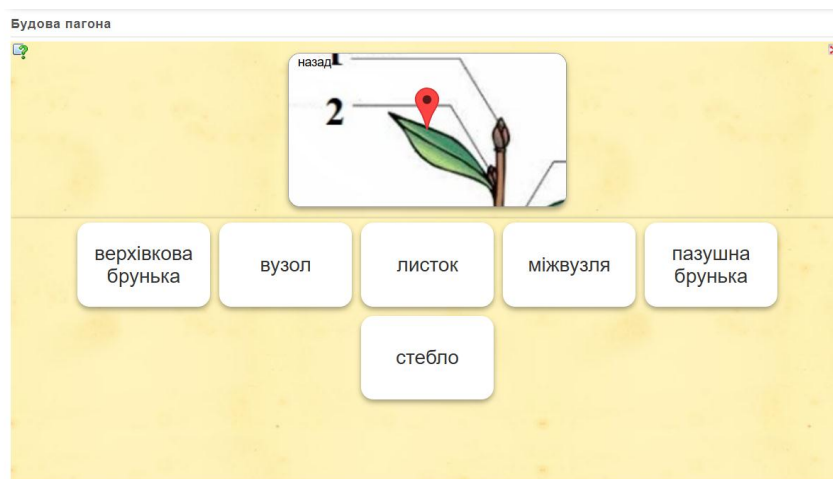 Будова пагона
назад
2
верхівкова
брунька
вузол
листок
міжвузля
пазушна
брунька
стебло